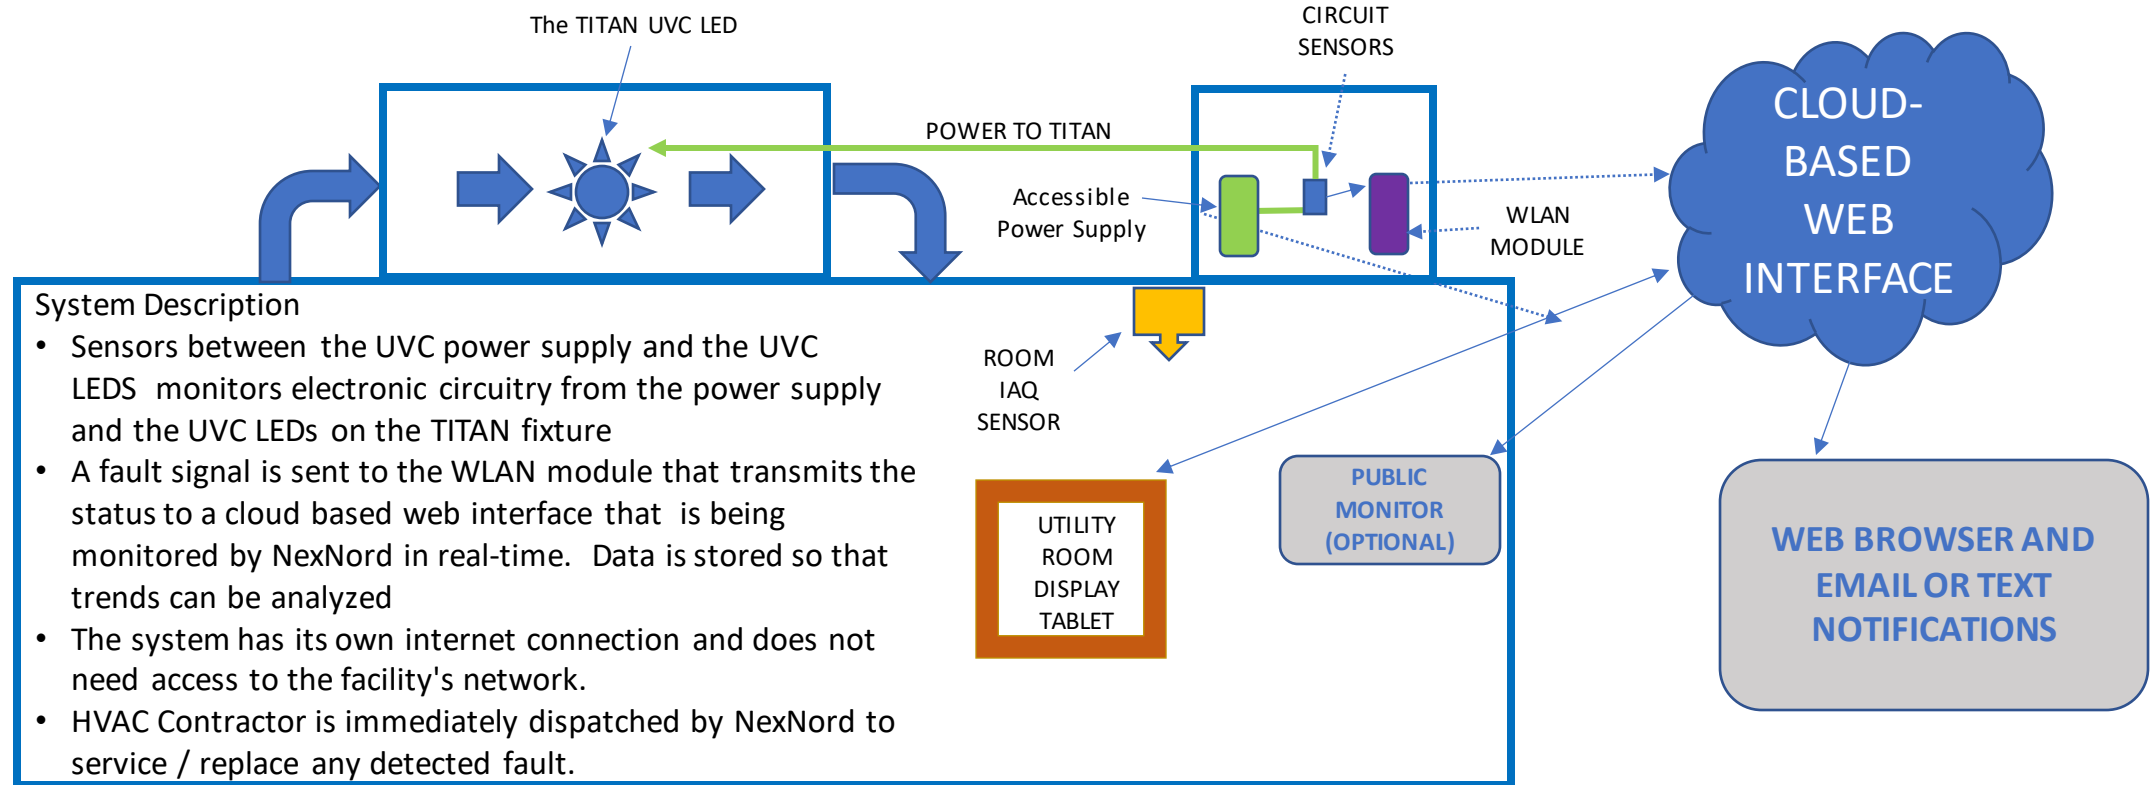 The TITAN UVC LED
CIRCUIT
SENSORS
POWER TO TITAN
Accessible
Power Supply
WLAN
MODULE
CLOUD-
BASED
WEB
INTERFACE
System Description
• Sensors between the UVC power supply and the UVC
LEDS monitors electronic circuitry from the power supply
and the UVC LEDs on the TITAN fixture
• A fault signal is sent to the WLAN module that transmits the
status to a cloud based web interface that is being
monitored by NexNord in real-time. Data is stored so that
trends can be analyzed
• The system has its own internet connection and does not
need access to the facility's network.
• HVAC Contractor is immediately dispatched by NexNord to
service / replace any detected fault.
ROOM
IAQ
SENSOR
UTILITY
ROOM
DISPLAY
TABLET
PUBLIC
MONITOR
(OPTIONAL)
WEB BROWSER AND
EMAIL OR TEXT
NOTIFICATIONS